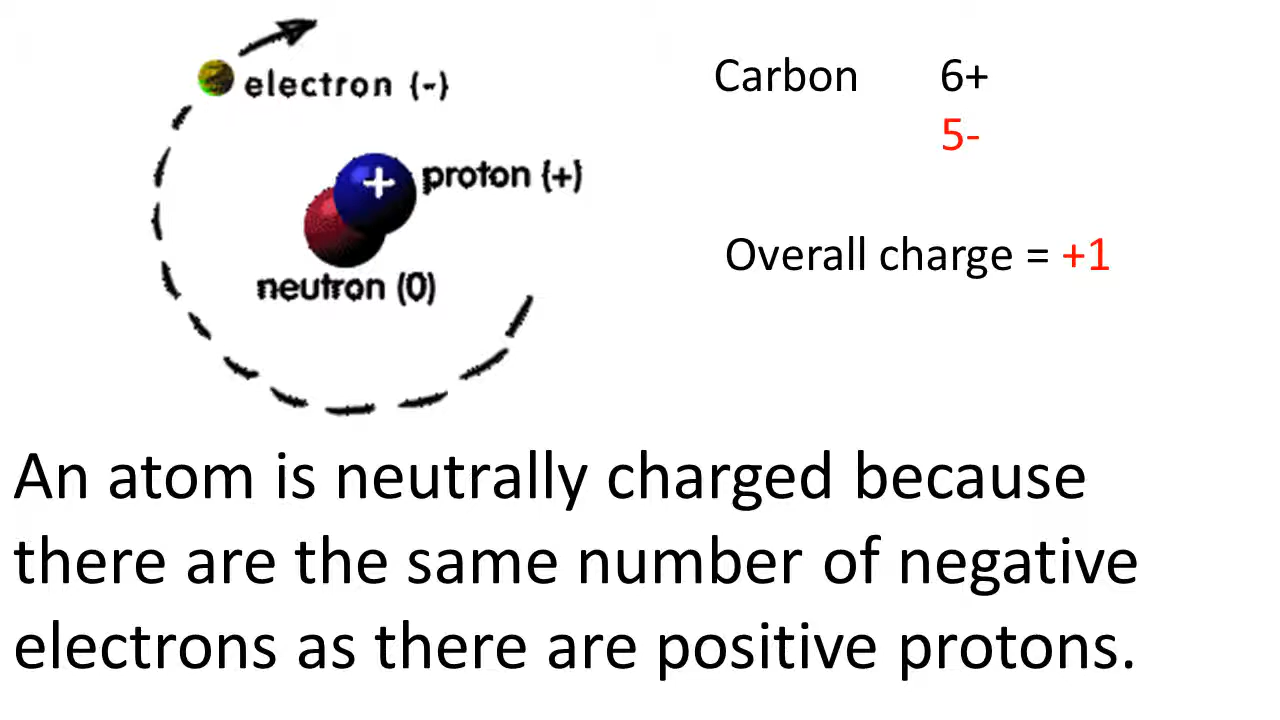 electron (-)
+
proton (+)
neutron (0)
Carbon 6+
5-
Overall charge = +1
An atom is neutrally charged because
there are the same number of negative
electrons as there are positive protons.